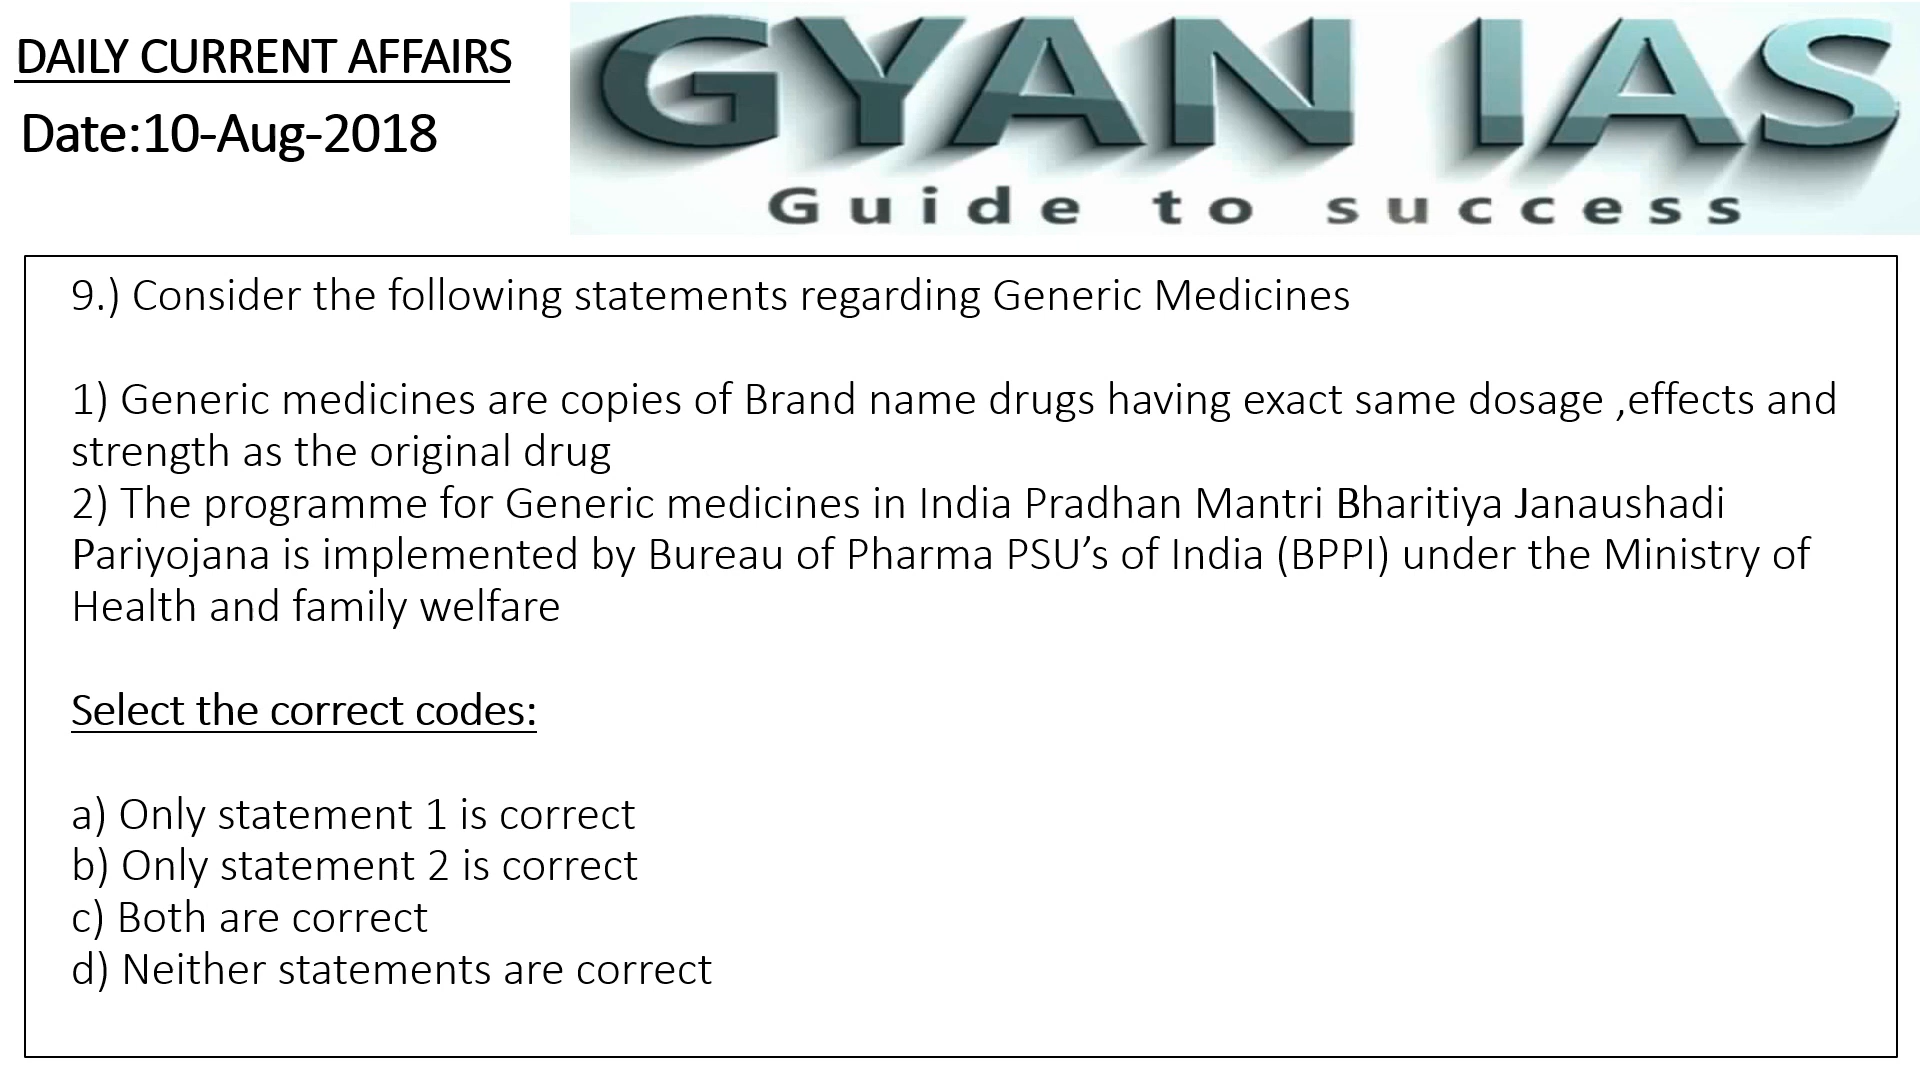 DAILY CURRENT AFFAIRS
Date:10-Aug-2018
GYAN IAS
Guide to success
9.) Consider the following statements regarding Generic Medicines
1) Generic medicines are copies of Brand name drugs having exact same dosage ,effects and
strength as the original drug
2) The programme for Generic medicines in India Pradhan Mantri Bharitiya Janaushadi
Pariyojana is implemented by Bureau of Pharma PSU’s of India (BPPI) under the Ministry of
Health and family welfare
Select the correct codes:
a) Only statement 1 is correct
b) Only statement 2 is correct
c) Both are correct
d) Neither statements are correct